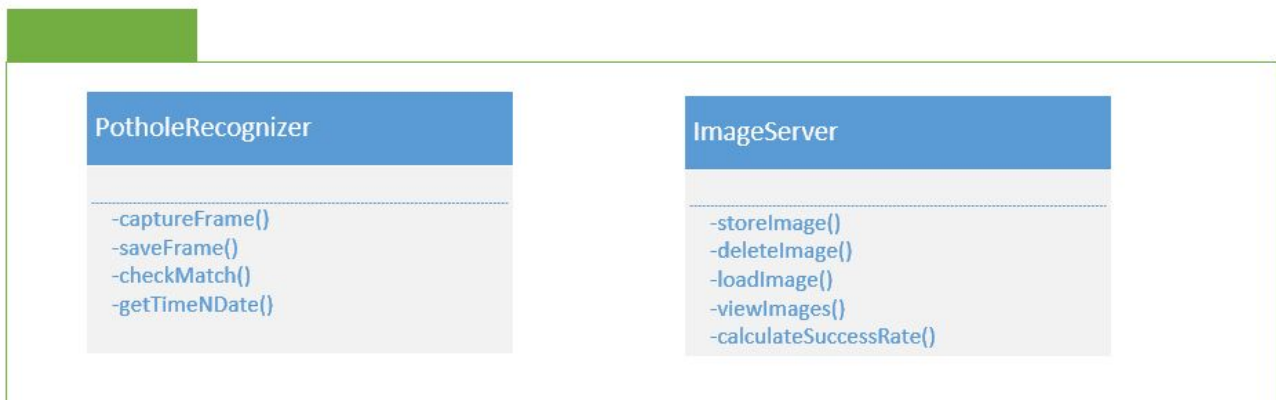 PotholeRecognizer
-captureFrame()
-saveFrame()
-checkMatch()
-getTimeNDate()
ImageServer
-storeImage()
-deleteImage()
-loadImage()
-viewImages()
-calculateSuccessRate()